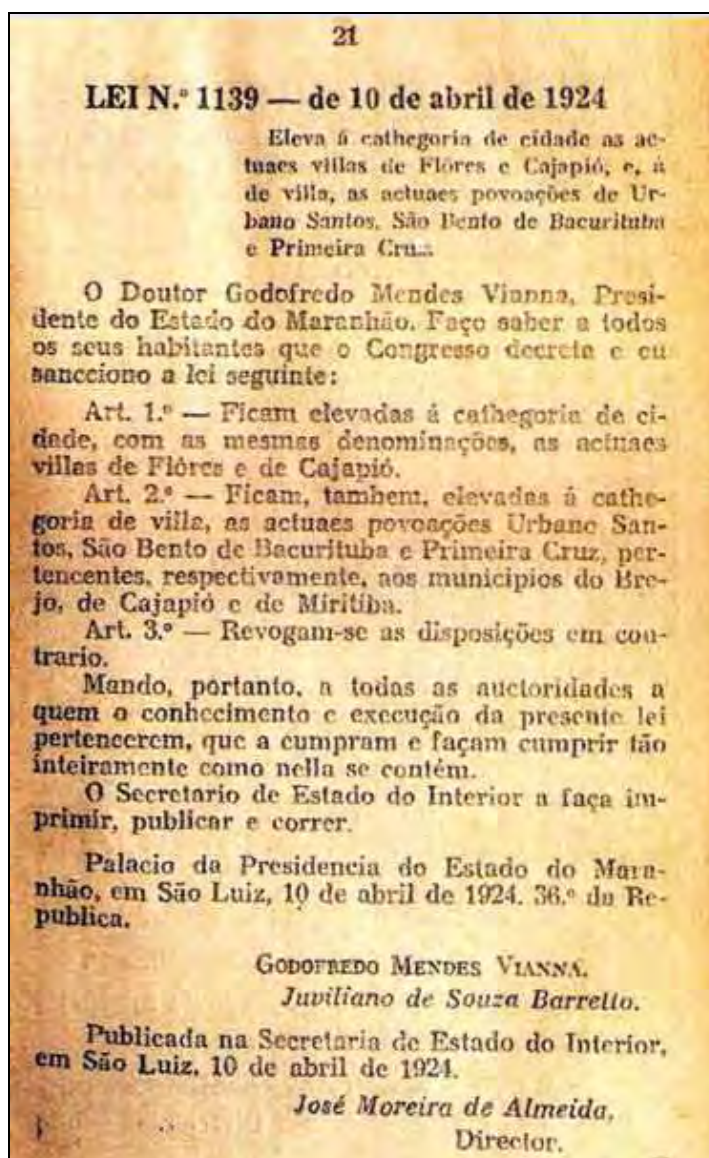 21
LEI N.º 1139 — de 10 de abril de 1924
Eleva á cathegoria de cidade as ac-
tuaes villas de Flôres e Cajapió, e, á
de villa, as actuaes povoações de Ur-
bano Santos, São Bento de Bacurituba
e Primeira Cruz.
O Doutor Godofredo Mendes Vianna, Presi-
dente do Estado do Maranhão. Faço saber a todos
os seus habitantes que o Congresso decreta e eu
sancciono a lei seguinte:
Art. 1.º — Ficam elevadas á cathegoria de ci-
dade, com as mesmas denominações, as actuaes
villas de Flôres e de Cajapió.
Art. 2.º — Ficam, tambem, elevadas á cathe-
goria de villa, as actuaes povoações Urbano San-
tos, São Bento de Bacurituba e Primeira Cruz, per-
tencentes, respectivamente, aos municipios do Bre-
jo, de Cajapió e de Miritiba.
Art. 3.º — Revogam-se as disposições em con-
trario.
Mando, portanto, a todas as auctoridades a
quem o conhecimento e execução da presente lei
pertencerem, que a cumpram e façam cumprir tão
inteiramente como nella se contém.
O Secretario de Estado do Interior a faça im-
primir, publicar e correr.
Palacio da Presidencia do Estado do Mara-
nhão, em São Luiz, 10 de abril de 1924. 36.º da Re-
publica.
GODOFREDO MENDES VIANNA.
Juviliano de Souza Barretto.
Publicada na Secretaria de Estado do Interior,
em São Luiz, 10 de abril de 1924.
José Moreira de Almeida,
Director.